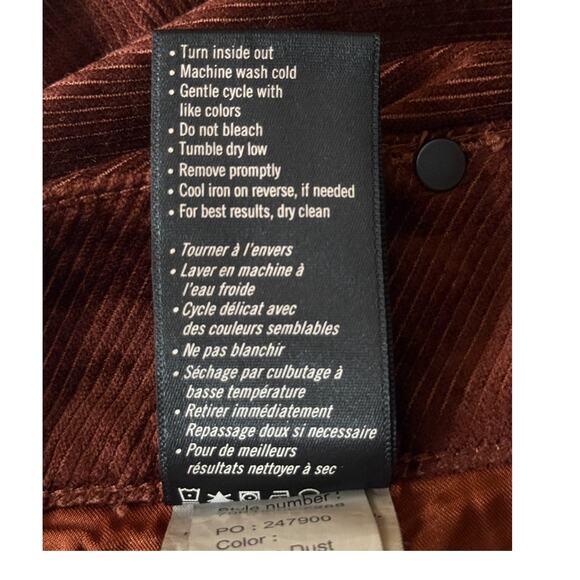 • Turn inside out
• Machine wash cold
• Gentle cycle with
like colors
• Do not bleach
• Tumble dry low
• Remove promptly
• Cool iron on reverse, if needed
• For best results, dry clean
• Tourner à l'envers
• Laver en machine à
l'eau froide
• Cycle délicat avec
des couleurs semblables
• Ne pas blanchir
• Séchage par culbutage à
basse température
• Retirer immédiatement
Repassage doux si necessaire
• Pour de meilleurs
résultats nettoyer à sec
Style number :
PO : 247900
Color :
Dust